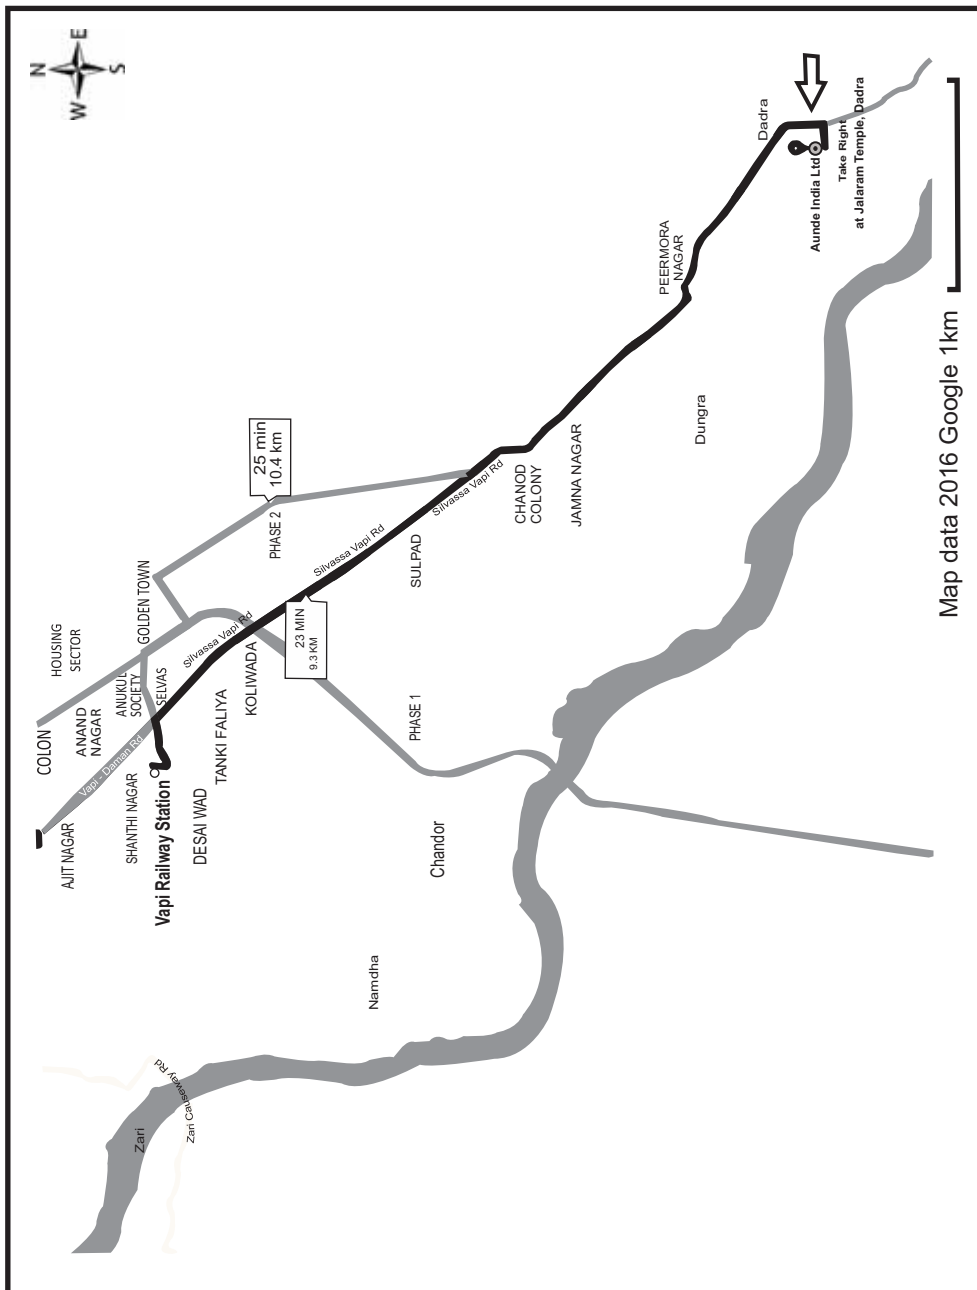 N
E
W
S
COLON
HOUSING
SECTOR
AJIT NAGAR
ANAND
NAGAR
Vapi - Daman Rd
ANUKUL
SOCIETY
GOLDEN TOWN
SHANTHI NAGAR
SELVAS
Vapi Railway Station
DESAI WAD
TANKI FALIYA
KOLIWADA
Silvassa Vapi Rd
25 min
10.4 km
PHASE 2
23 MIN
9.3 KM
Silvassa Vapi Rd
SULPAD
Silvassa Vapi Rd
PHASE 1
CHANOD
COLONY
JAMNA NAGAR
PEERMORA
NAGAR
Dungra
Dadra
Aunde India Ltd
Take Right
at Jalaram Temple, Dadra
Chandor
Namdha
Zari
Zari Causeway Rd
Map data 2016 Google 1km